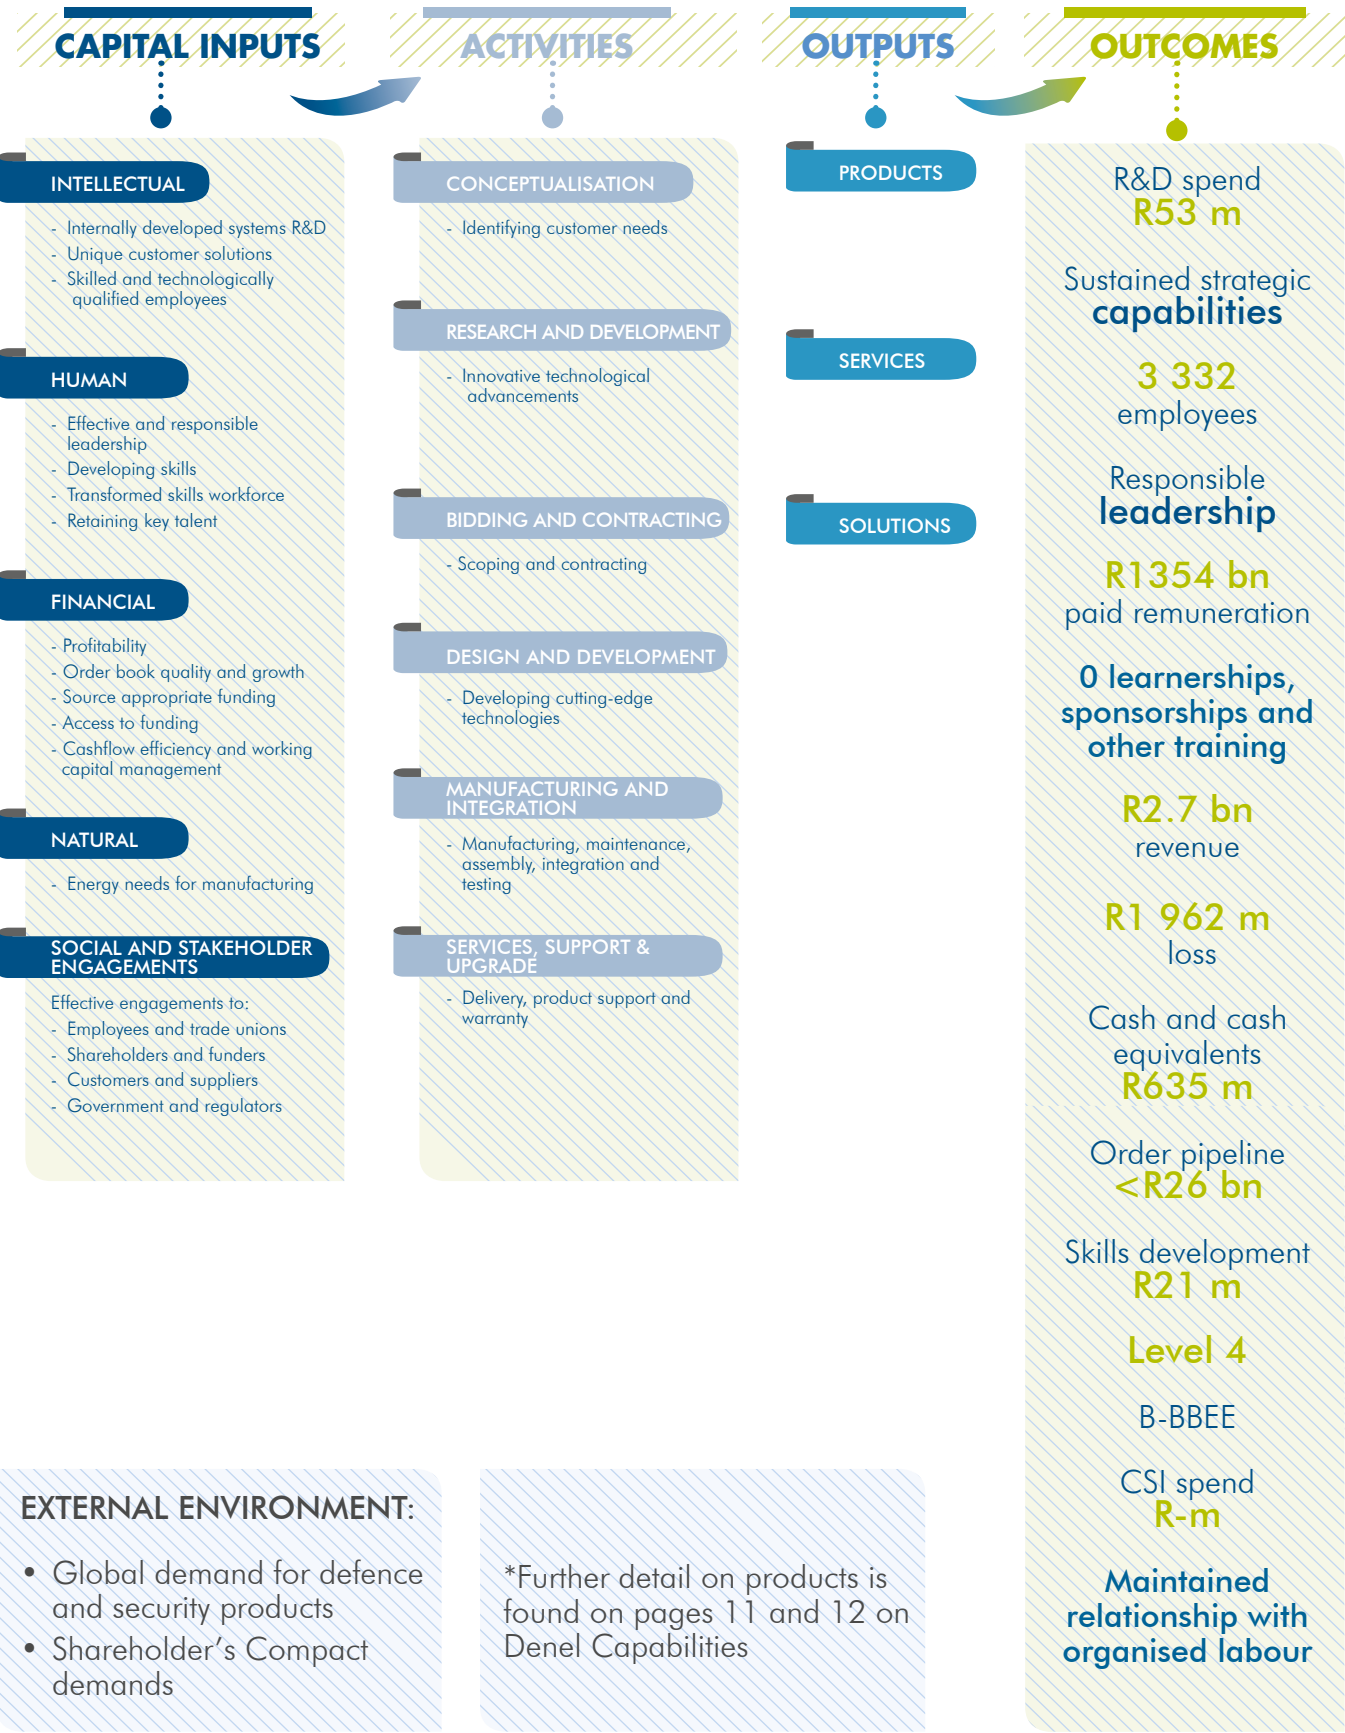 CAPITAL INPUTS
INTELLECTUAL
- Internally developed systems R&D
- Unique customer solutions
- Skilled and technologically
qualified employees
HUMAN
- Effective and responsible
leadership
- Developing skills
- Transformed skills workforce
- Retaining key talent
FINANCIAL
- Profitability
- Order book quality and growth
- Source appropriate funding
- Access to funding
- Cashflow efficiency and working
capital management
NATURAL
- Energy needs for manufacturing
SOCIAL AND STAKEHOLDER
ENGAGEMENTS
Effective engagements to:
- Employees and trade unions
- Shareholders and funders
- Customers and suppliers
- Government and regulators
ACTIVITIES
CONCEPTUALISATION
- Identifying customer needs
RESEARCH AND DEVELOPMENT
- Innovative technological
advancements
BIDDING AND CONTRACTING
- Scoping and contracting
DESIGN AND DEVELOPMENT
- Developing cutting-edge
technologies
MANUFACTURING AND
INTEGRATION
- Manufacturing, maintenance,
assembly, integration and
testing
SERVICES, SUPPORT &
UPGRADE
- Delivery, product support and
warranty
OUTPUTS
PRODUCTS
SERVICES
SOLUTIONS
OUTCOMES
R&D spend
R53 m
Sustained strategic
capabilities
3 332
employees
Responsible
leadership
R1354 bn
paid remuneration
0 learnerships,
sponsorships and
other training
R2.7 bn
revenue
R1 962 m
loss
Cash and cash
equivalents
R635 m
Order pipeline
<R26 bn
Skills development
R21 m
Level 4
B-BBEE
CSI spend
R-m
Maintained
relationship with
organised labour
EXTERNAL ENVIRONMENT:
• Global demand for defence
and security products
• Shareholder's Compact
demands
*Further detail on products is
found on pages 11 and 12 on
Denel Capabilities